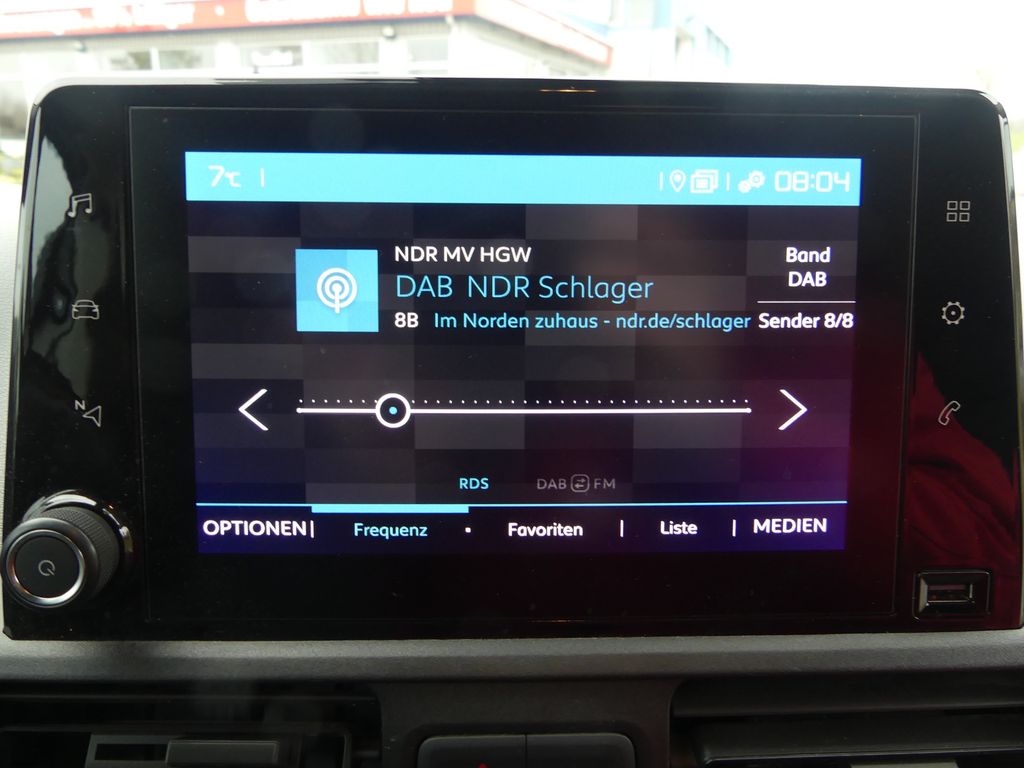 7°C |
| | 08:04
NDR MV HGW
DAB NDR Schlager
8B Im Norden zuhaus - ndr.de/schlager
Band
DAB
Sender 8/8
RDS DAB FM
OPTIONEN | Frequenz · Favoriten | Liste | MEDIEN
N